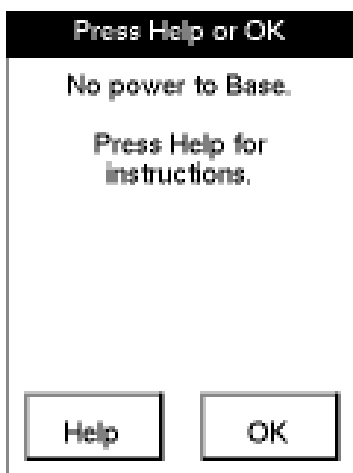 Press Help or OK
No power to Base.
Press Help for
instructions.
Help
OK